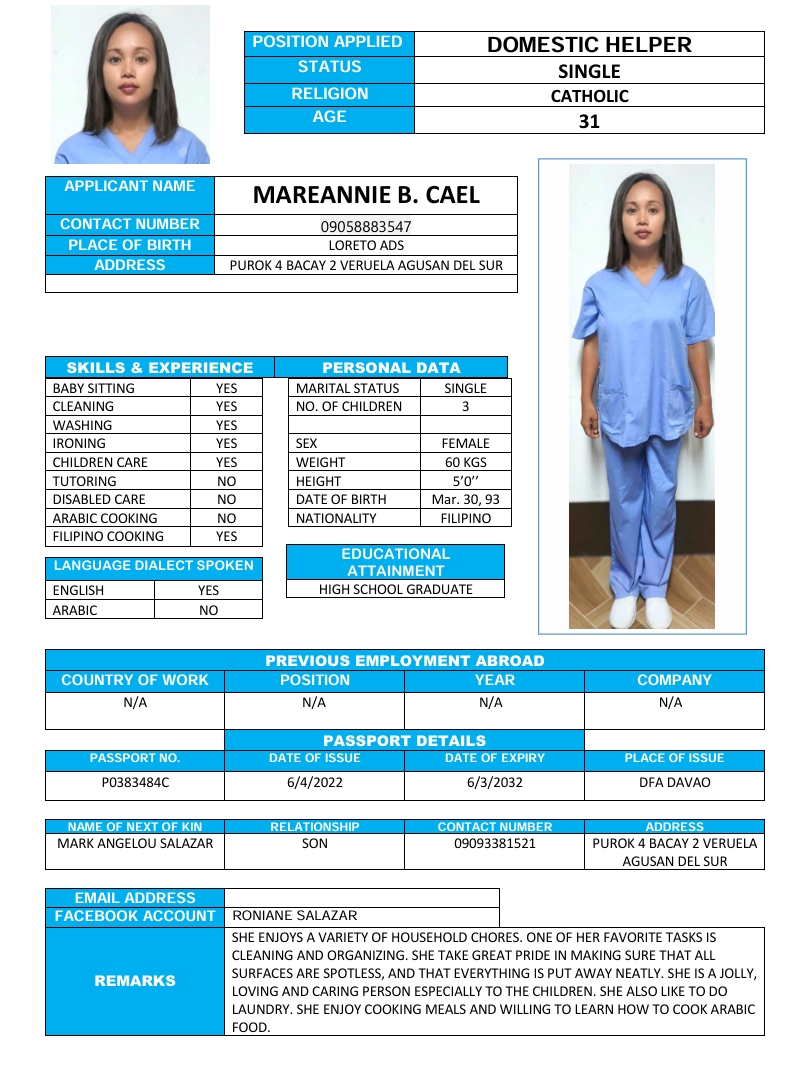 POSITION APPLIED DOMESTIC HELPER
STATUS SINGLE
RELIGION CATHOLIC
AGE 31
APPLICANT NAME MAREANNIE B. CAEL
CONTACT NUMBER 09058883547
PLACE OF BIRTH LORETO ADS
ADDRESS PUROK 4 BACAY 2 VERUELA AGUSAN DEL SUR
SKILLS & EXPERIENCE PERSONAL DATA
BABY SITTING YES MARITAL STATUS SINGLE
CLEANING YES NO. OF CHILDREN 3
WASHING YES
IRONING YES SEX FEMALE
CHILDREN CARE YES WEIGHT 60 KGS
TUTORING NO HEIGHT 5’0’’
DISABLED CARE NO DATE OF BIRTH Mar. 30, 93
ARABIC COOKING NO NATIONALITY FILIPINO
FILIPINO COOKING YES
LANGUAGE DIALECT SPOKEN
ENGLISH YES
ARABIC NO
EDUCATIONAL
ATTAINMENT
HIGH SCHOOL GRADUATE
PREVIOUS EMPLOYMENT ABROAD
COUNTRY OF WORK POSITION YEAR COMPANY
N/A N/A N/A N/A
PASSPORT DETAILS
PASSPORT NO. DATE OF ISSUE DATE OF EXPIRY PLACE OF ISSUE
P0383484C 6/4/2022 6/3/2032 DFA DAVAO
NAME OF NEXT OF KIN RELATIONSHIP CONTACT NUMBER ADDRESS
MARK ANGELOU SALAZAR SON 09093381521 PUROK 4 BACAY 2 VERUELA
AGUSAN DEL SUR
EMAIL ADDRESS
FACEBOOK ACCOUNT RONIANE SALAZAR
REMARKS
SHE ENJOYS A VARIETY OF HOUSEHOLD CHORES. ONE OF HER FAVORITE TASKS IS
CLEANING AND ORGANIZING. SHE TAKE GREAT PRIDE IN MAKING SURE THAT ALL
SURFACES ARE SPOTLESS, AND THAT EVERYTHING IS PUT AWAY NEATLY. SHE IS A JOLLY,
LOVING AND CARING PERSON ESPECIALLY TO THE CHILDREN. SHE ALSO LIKE TO DO
LAUNDRY. SHE ENJOY COOKING MEALS AND WILLING TO LEARN HOW TO COOK ARABIC
FOOD.